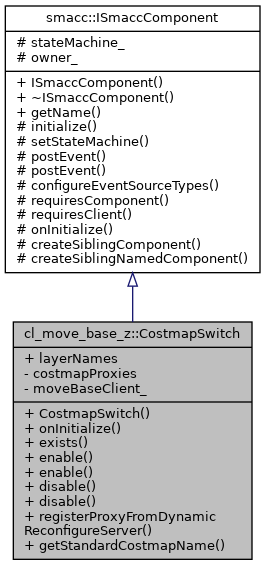 smacc::ISmaccComponent
# stateMachine_
# owner_
+ ISmaccComponent()
+ ~ISmaccComponent()
+ getName()
# initialize()
# setStateMachine()
# postEvent()
# postEvent()
# configureEventSourceTypes()
# requiresComponent()
# requiresClient()
# onInitialize()
# createSiblingComponent()
# createSiblingNamedComponent()
cl_move_base_z::CostmapSwitch
+ layerNames
- costmapProxies
- moveBaseClient_
+ CostmapSwitch()
+ onInitialize()
+ exists()
+ enable()
+ enable()
+ disable()
+ disable()
+ registerProxyFromDynamic
ReconfigureServer()
+ getStandardCostmapName()